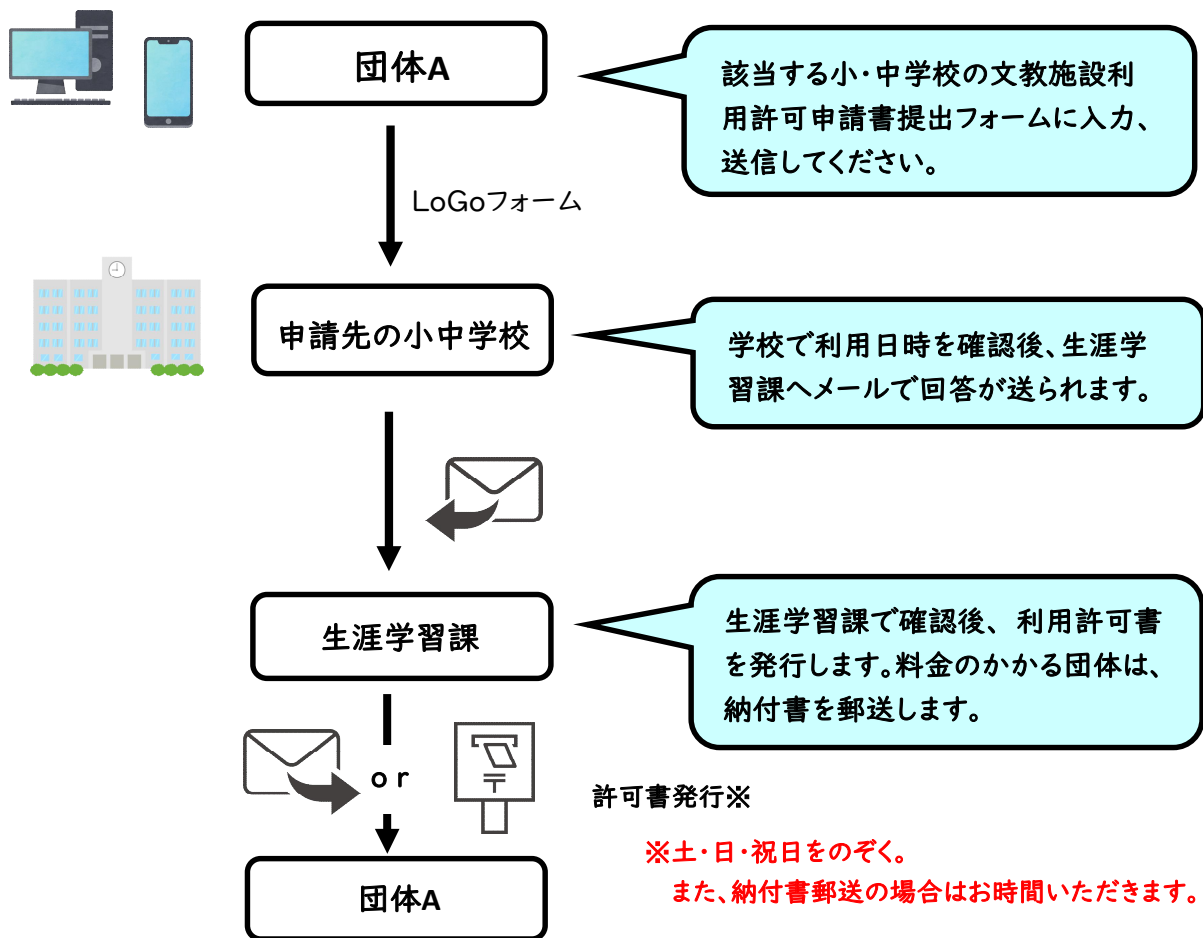 団体A
該当する小・中学校の文教施設利
用許可申請書提出フォームに入力、
送信してください。
LoGoフォーム
申請先の小中学校
学校で利用日時を確認後、生涯学
習課へメールで回答が送られます。
生涯学習課
生涯学習課で確認後、利用許可書
を発行します。料金のかかる団体は、
納付書を郵送します。
or
〒
許可書発行※
※土・日・祝日をのぞく。
また、納付書郵送の場合はお時間いただきます。
団体A